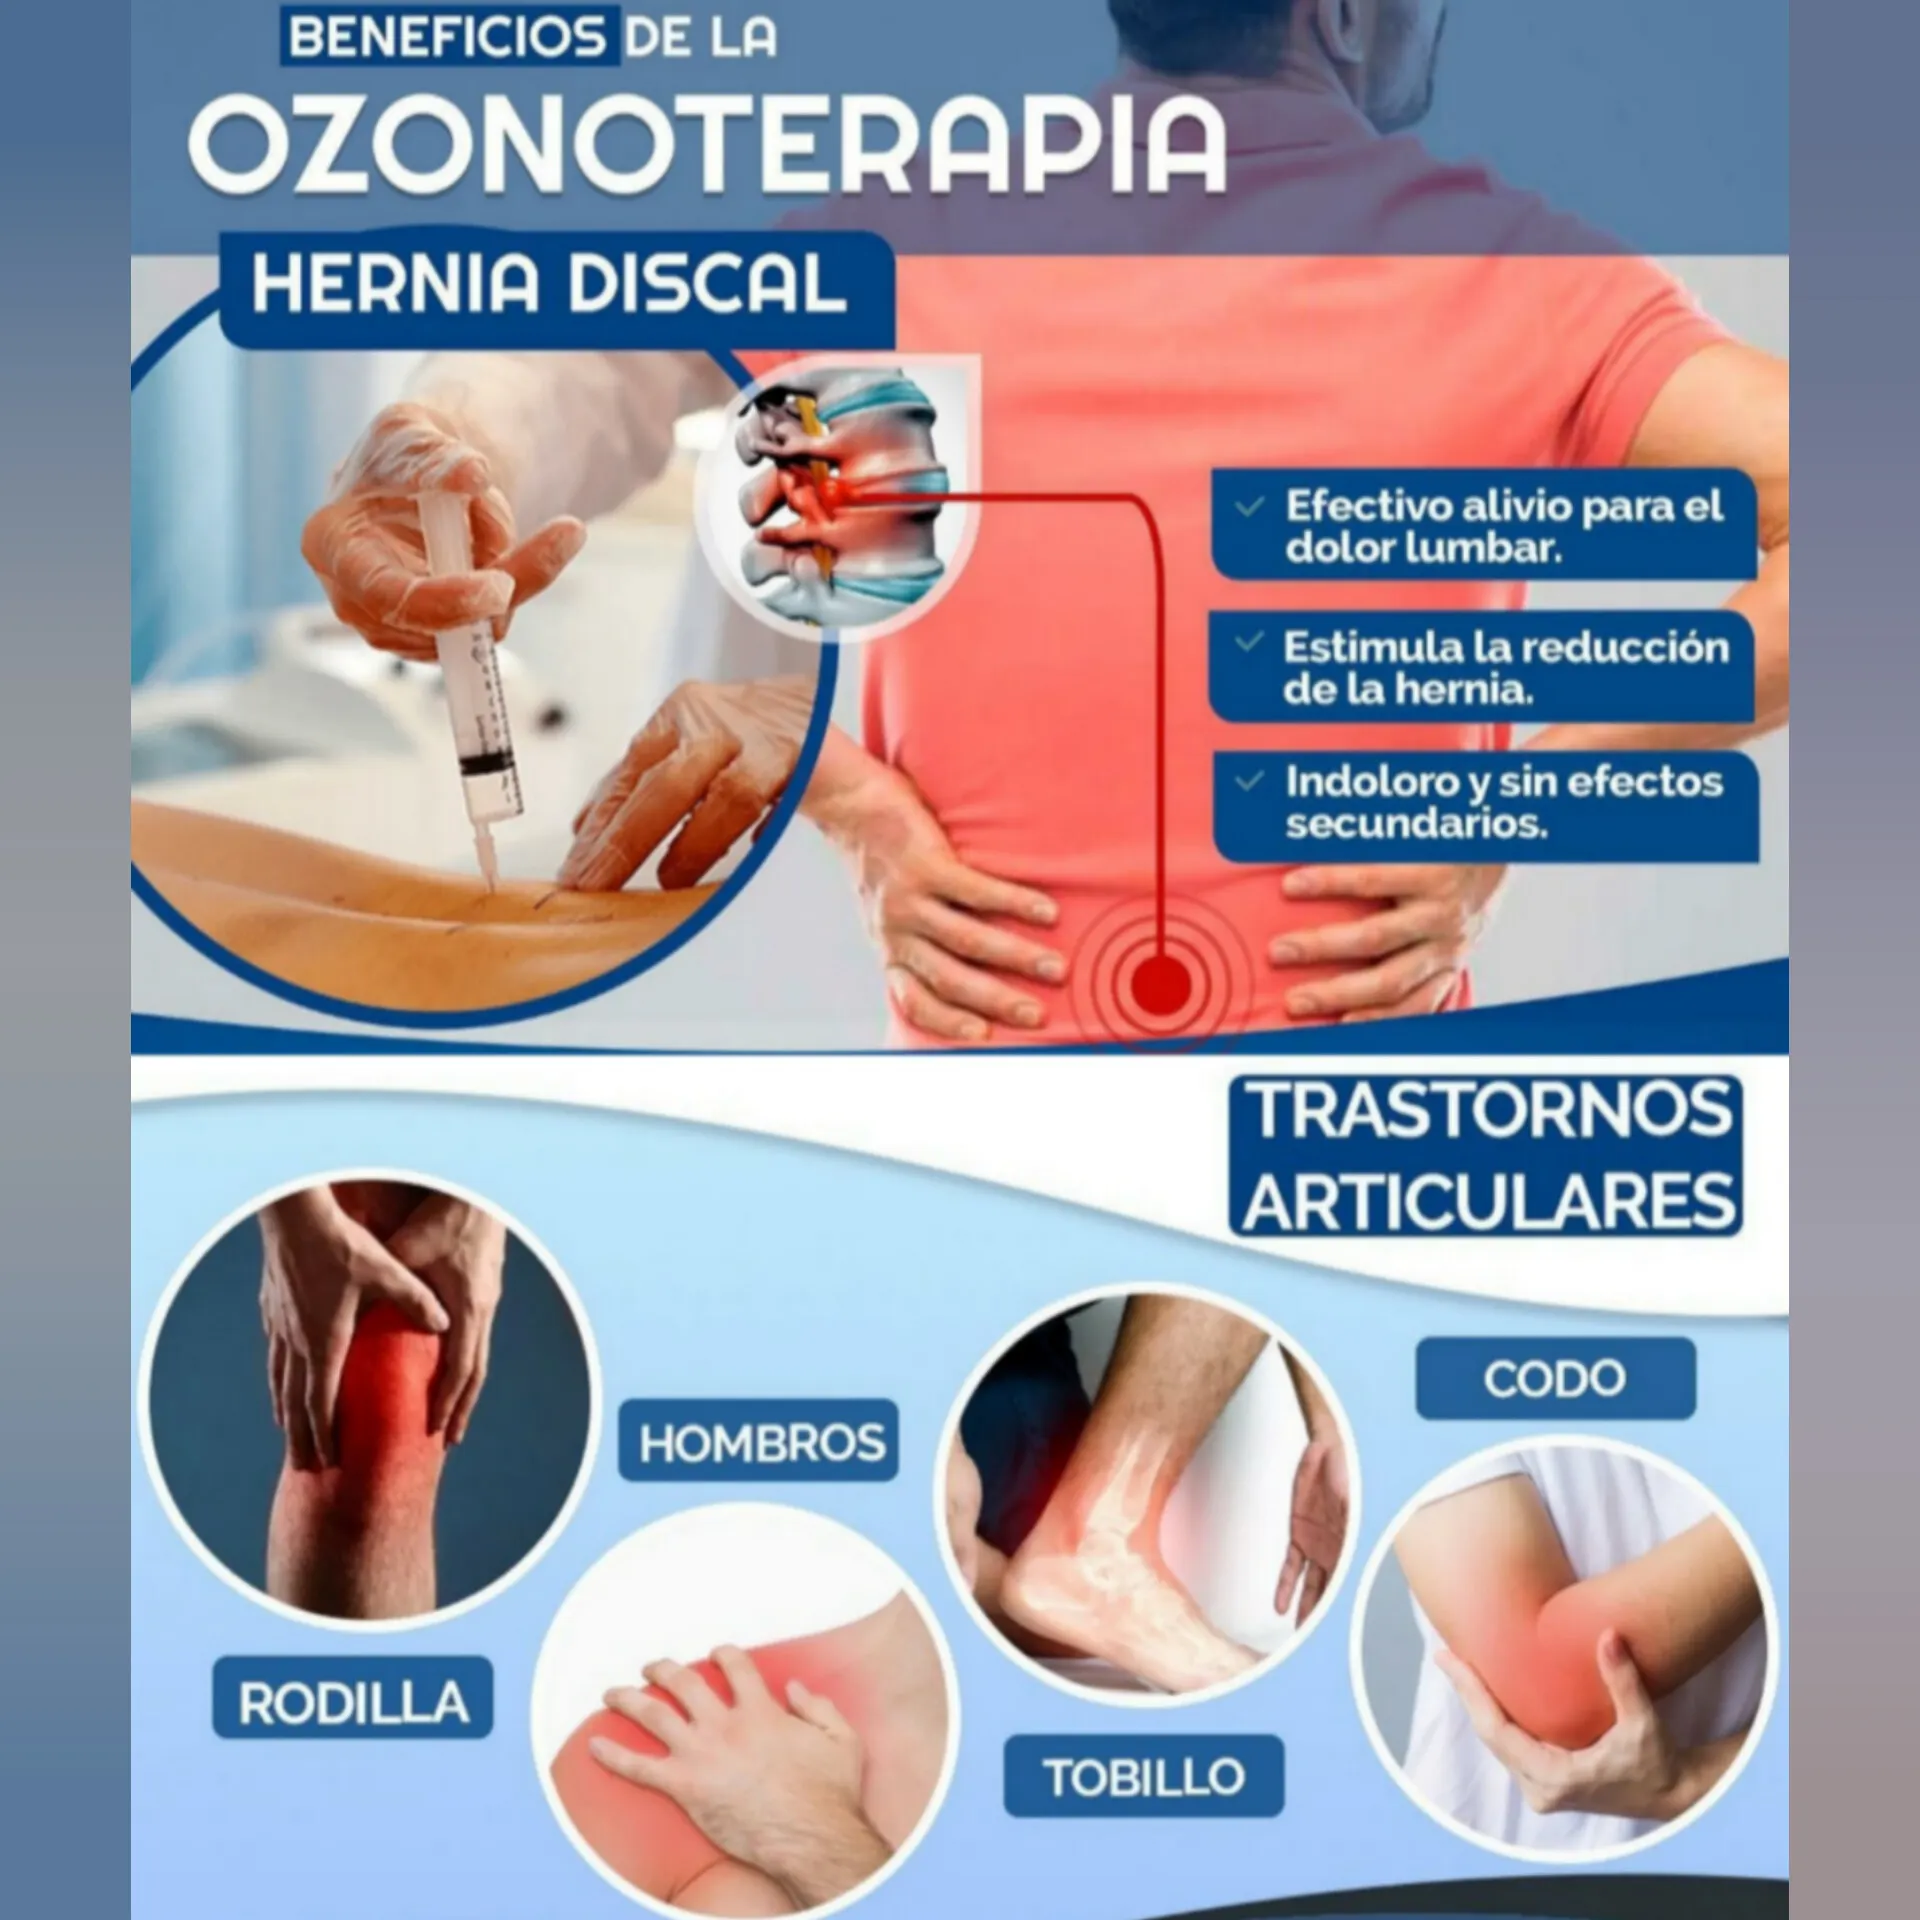 BENEFICIOS DE LA
OZONOTERAPIA
HERNIA DISCAL
Efectivo alivio para el
dolor lumbar.
Estimula la reducción
de la hernia.
Indoloro y sin efectos
secundarios.
TRASTORNOS
ARTICULARES
RODILLA
HOMBROS
TOBILLO
CODO